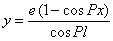 y = e (1 − cos Px) / cos Pl